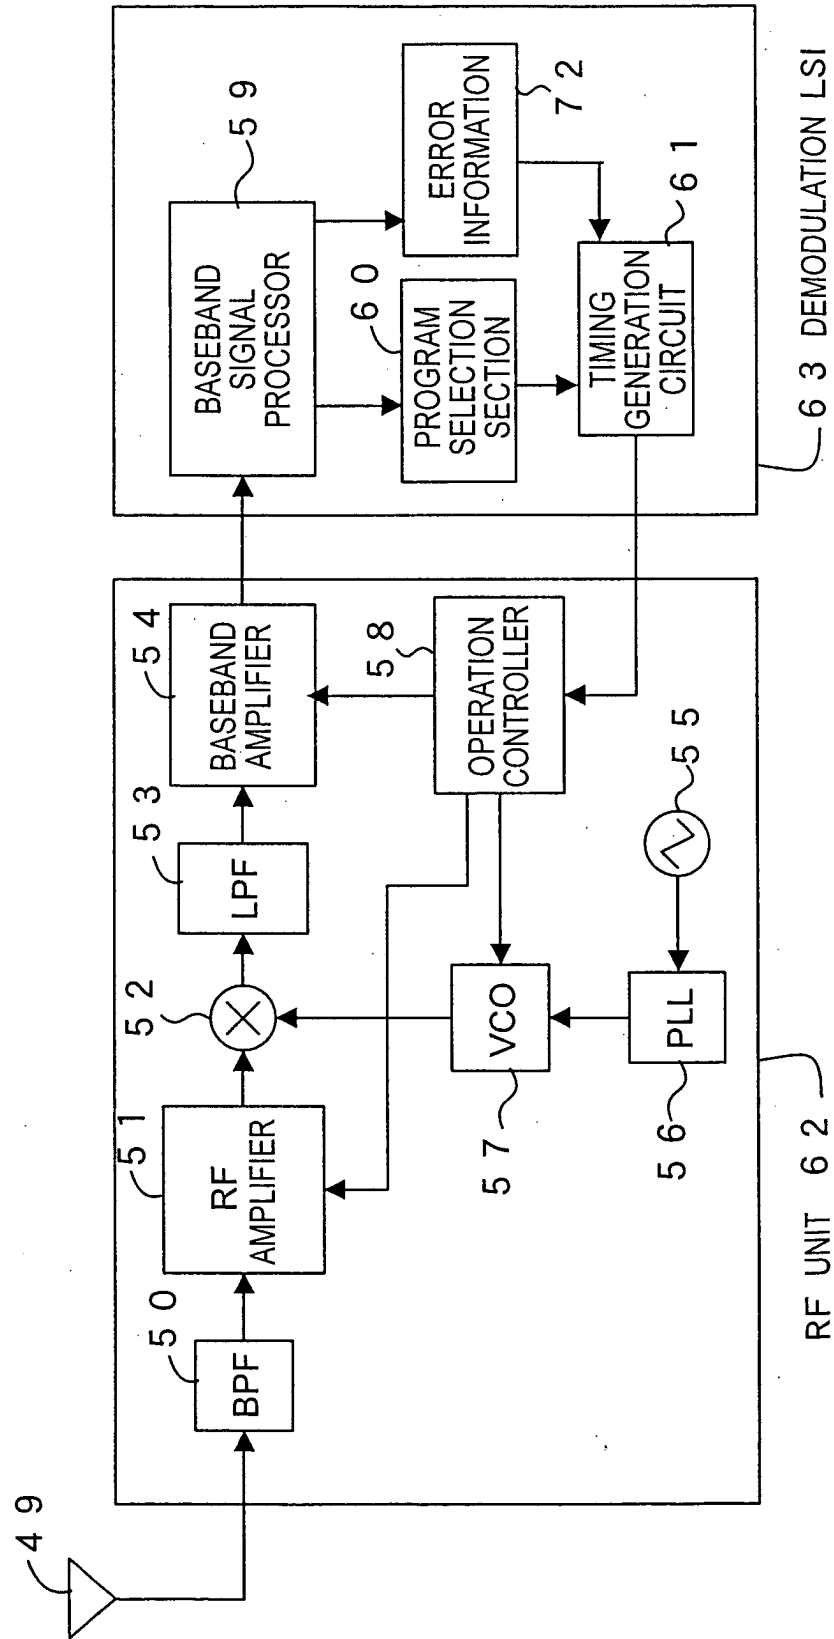 49
50
BPF
51
RF
AMPLIFIER
52
53
LPF
54
BASEBAND
AMPLIFIER
59
BASEBAND
SIGNAL
PROCESSOR
57
VCO
58
OPERATION
CONTROLLER
60
PROGRAM
SELECTION
SECTION
ERROR
INFORMATION
72
56
PLL
55
TIMING
GENERATION
CIRCUIT
61
RF UNIT 62
63 DEMODULATION LSI